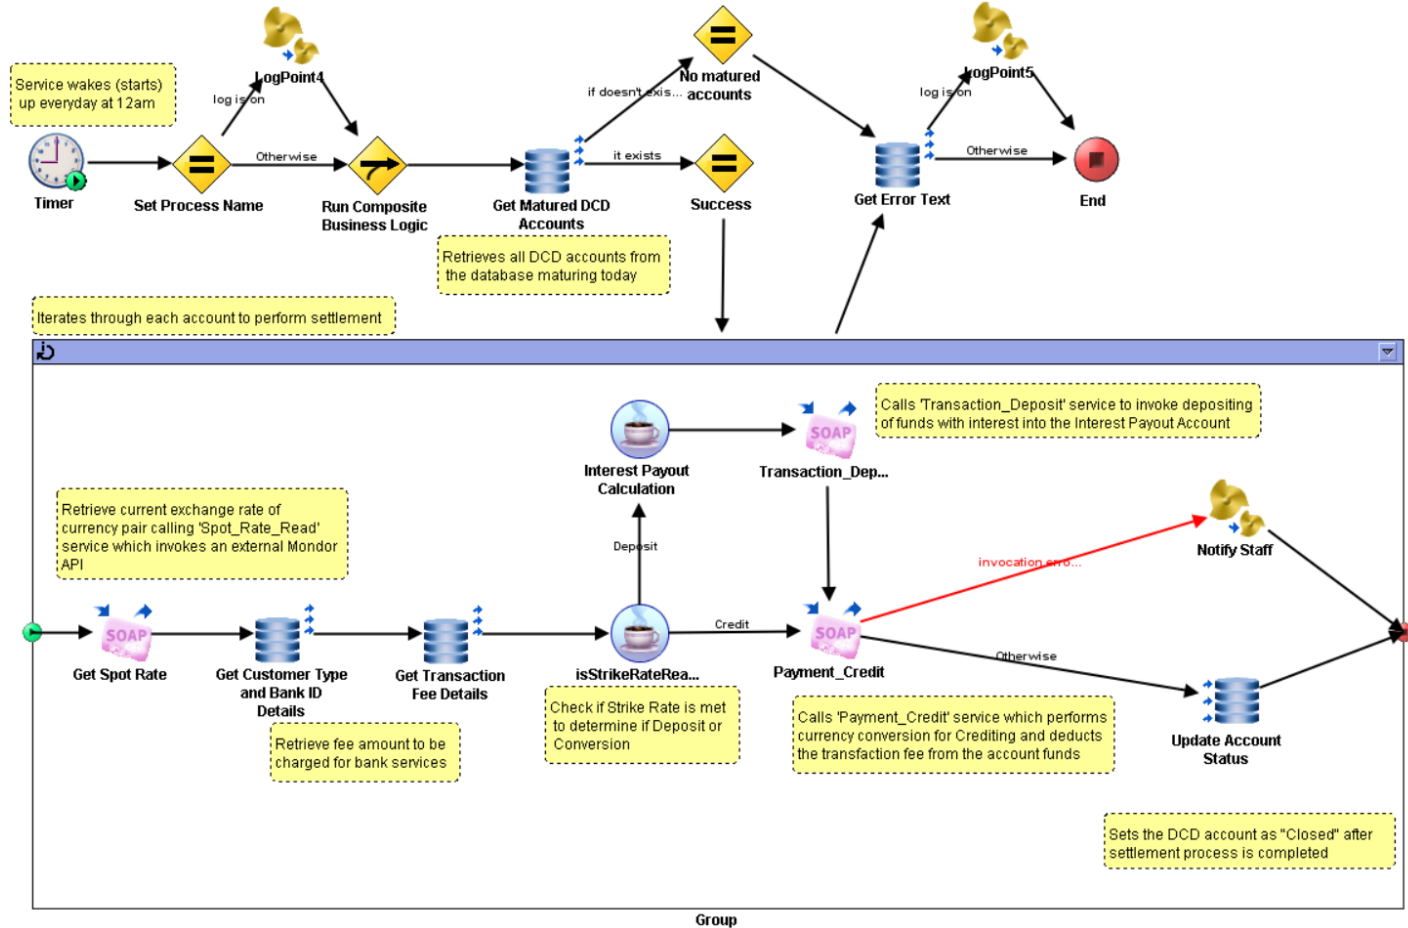 LogPoint4
No matured
accounts
LogPoint5
Service wakes (starts)
up everyday at 12am
log is on
if doesn't exis...
log is on
Otherwise
it exists
Otherwise
Timer
Set Process Name
Run Composite
Business Logic
Get Matured DCD
Accounts
Success
Get Error Text
End
Retrieves all DCD accounts from
the database maturing today
Iterates through each account to perform settlement
Calls 'Transaction_Deposit' service to invoke depositing
of funds with interest into the Interest Payout Account
SOAP
Interest Payout
Calculation
Transaction_Dep...
Retrieve current exchange rate of
currency pair calling 'Spot_Rate_Read'
service which invokes an external Mondor
API
Deposit
invocation erro...
Notify Staff
SOAP
Credit
SOAP
Otherwise
Get Spot Rate
Get Customer Type
and Bank ID
Details
Get Transaction
Fee Details
isStrikeRateRea...
Payment_Credit
Retrieve fee amount to be
charged for bank services
Check if Strike Rate is met
to determine if Deposit or
Conversion
Calls 'Payment_Credit' service which performs
currency conversion for Crediting and deducts
the transfaction fee from the account funds
Update Account
Status
Sets the DCD account as "Closed" after
settlement process is completed
Group